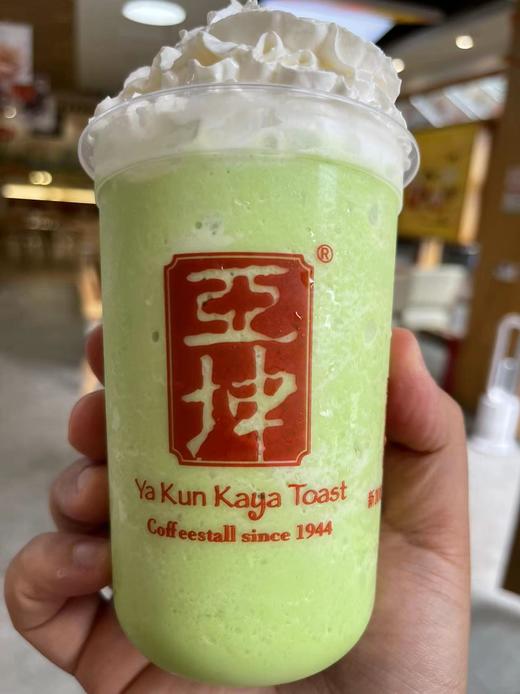 ®
亞
坤
Ya Kun Kaya Toast
Coffeestall since 1944